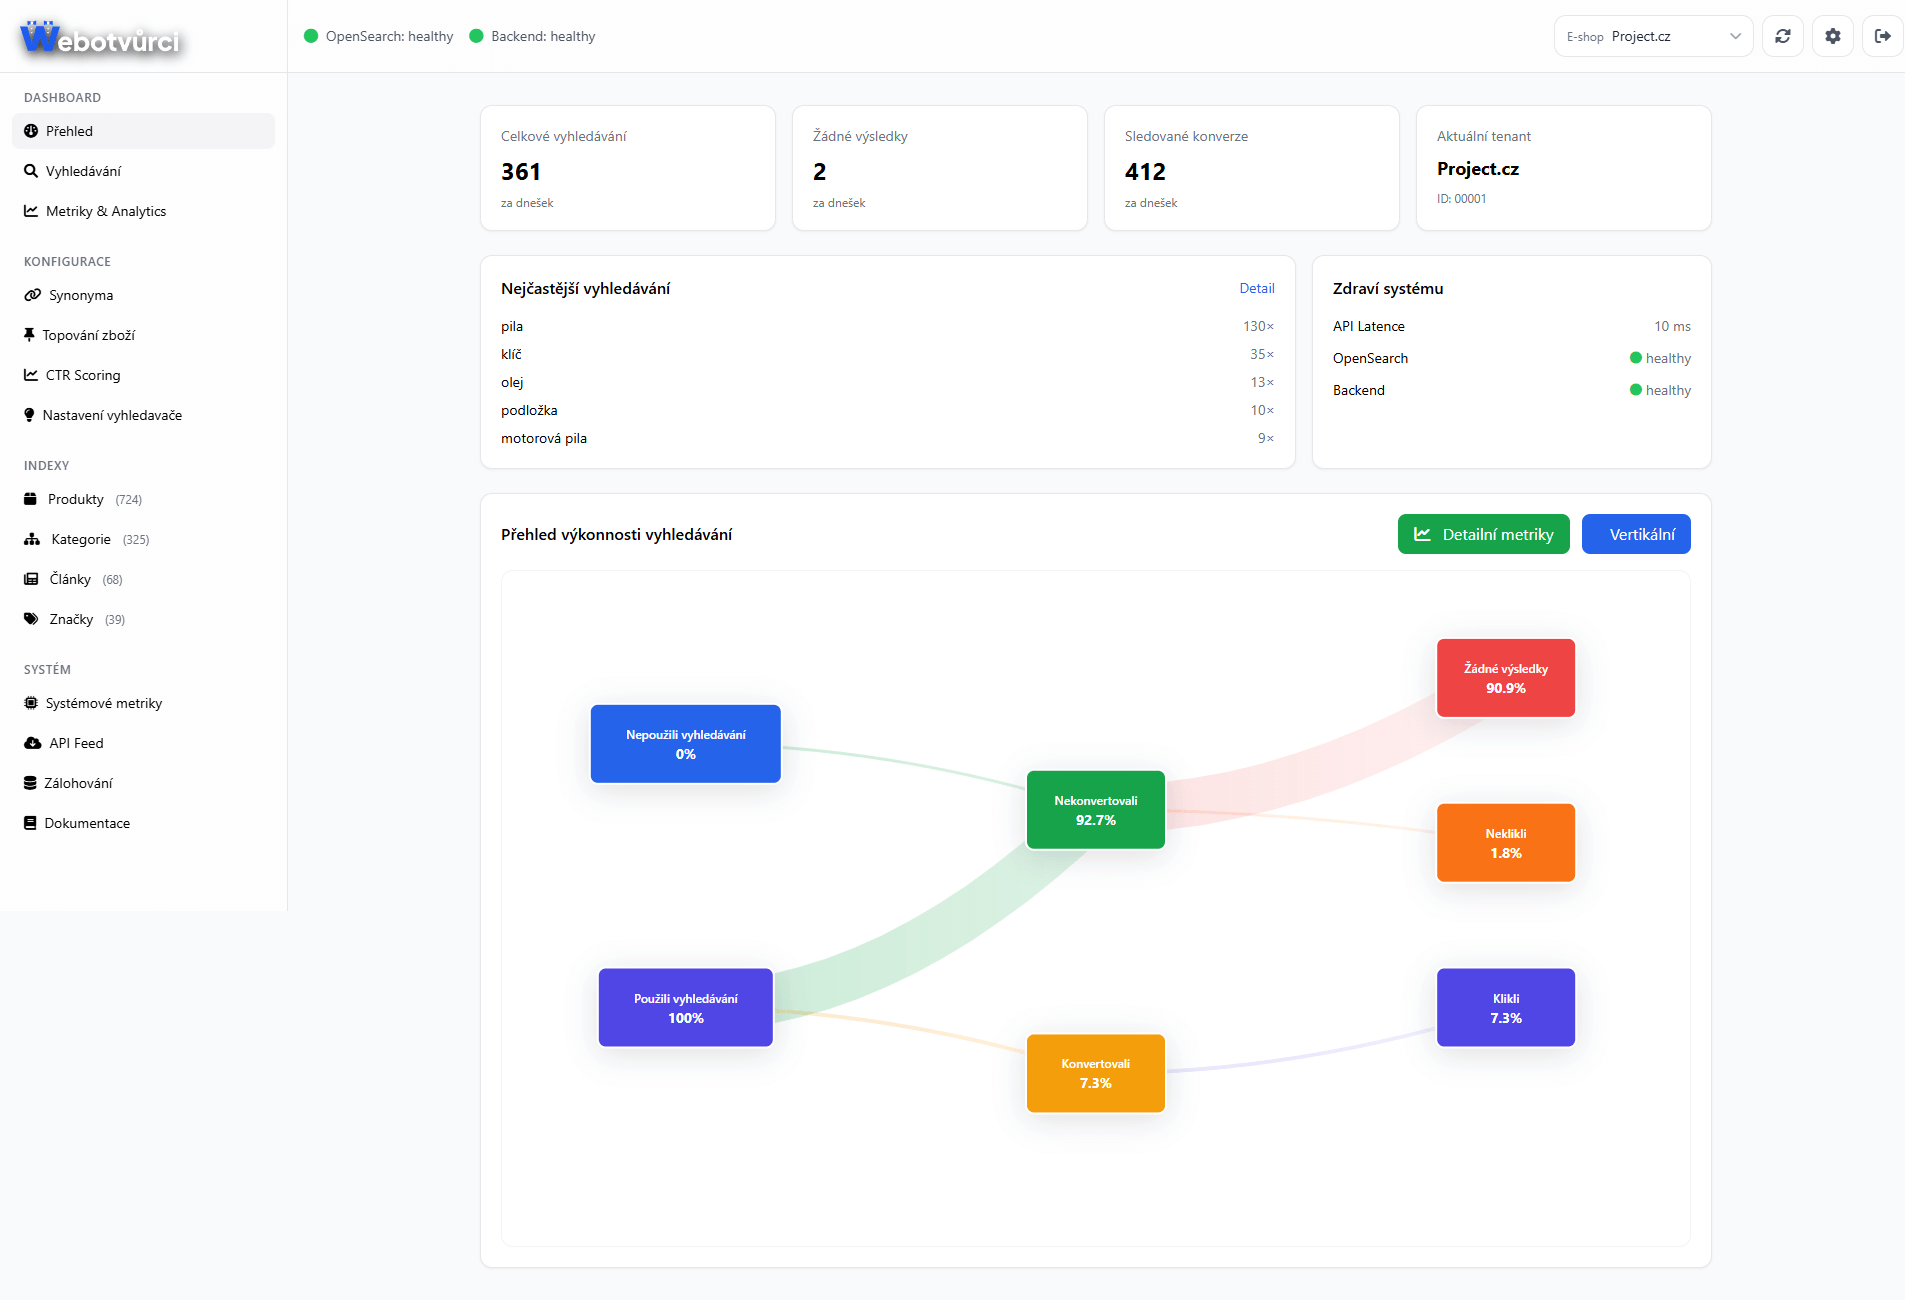 Webotvůrci
OpenSearch: healthy
Backend: healthy
E-shop Project.cz
DASHBOARD
Přehled
Vyhledávání
Metriky & Analytics
KONFIGURACE
Synonyma
Topování zboží
CTR Scoring
Nastavení vyhledavače
INDEXY
Produkty (724)
Kategorie (325)
Články (68)
Značky (39)
SYSTÉM
Systémové metriky
API Feed
Zálohování
Dokumentace
Celkové vyhledávání
361
za dnešek
Žádné výsledky
2
za dnešek
Sledované konverze
412
za dnešek
Aktuální tenant
Project.cz
ID: 00001
Nejčastější vyhledávání
Detail
pila 130×
klíč 35×
olej 13×
podložka 10×
motorová pila 9×
Zdraví systému
API Latence 10 ms
OpenSearch healthy
Backend healthy
Přehled výkonnosti vyhledávání
Detailní metriky
Vertikální
Nepoužili vyhledávání
0%
Použili vyhledávání
100%
Nekonvertovali
92.7%
Konvertovali
7.3%
Žádné výsledky
90.9%
Neklikli
1.8%
Klikli
7.3%